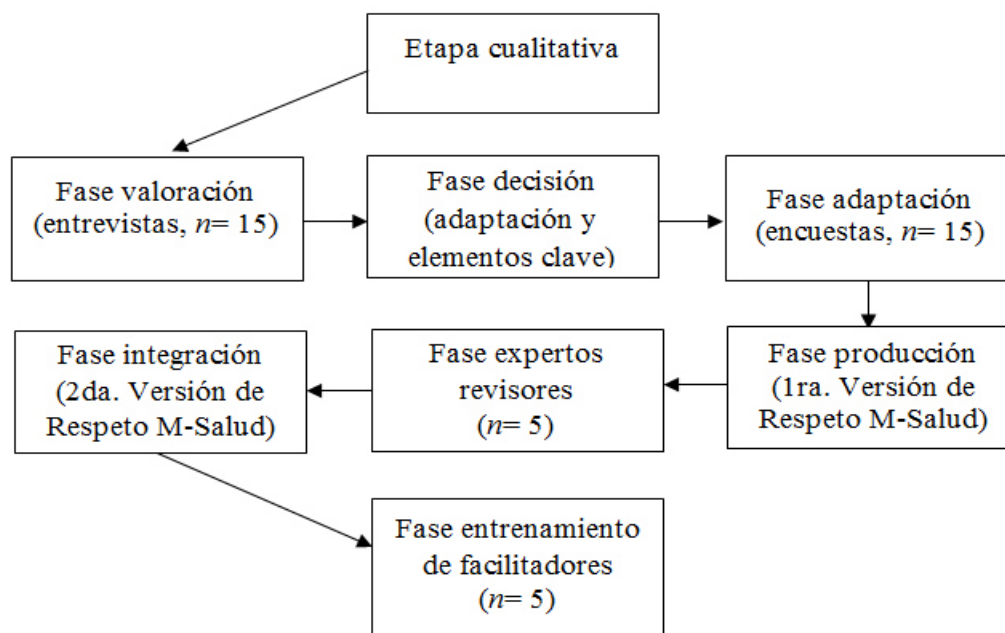 Etapa cualitativa
Fase valoración
(entrevistas, n= 15)
Fase decisión
(adaptación y
elementos clave)
Fase adaptación
(encuestas, n= 15)
Fase producción
(1ra. Versión de
Respeto M-Salud)
Fase expertos
revisores
(n= 5)
Fase integración
(2da. Versión de
Respeto M-Salud)
Fase entrenamiento
de facilitadores
(n= 5)